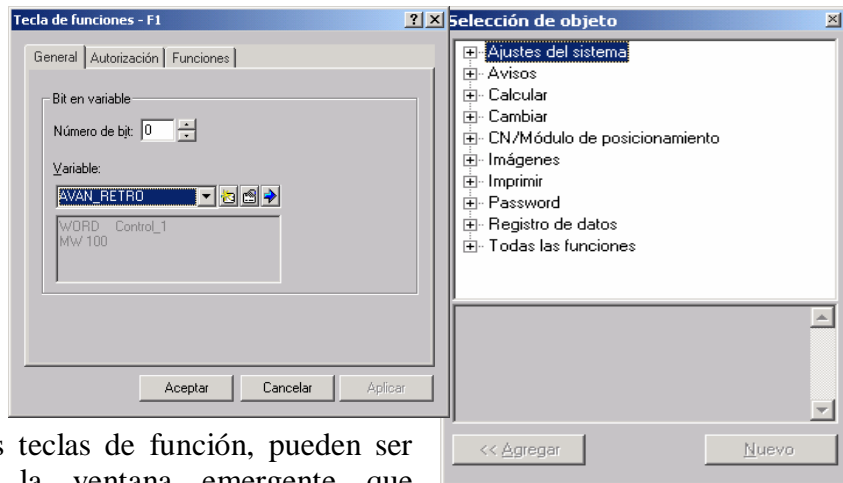 Tecla de funciones - F1
General Autorización Funciones
Bit en variable
Número de bit: 0
Variable:
AVAN_RETRO
WORD Control_1
MW 100
Aceptar Cancelar Aplicar
Selección de objeto
Ajustes del sistema
Avisos
Calcular
Cambiar
CN/Módulo de posicionamiento
Imágenes
Imprimir
Password
Registro de datos
Todas las funciones
<< Agregar Nuevo
s teclas de función, pueden ser
la ventana emergente que